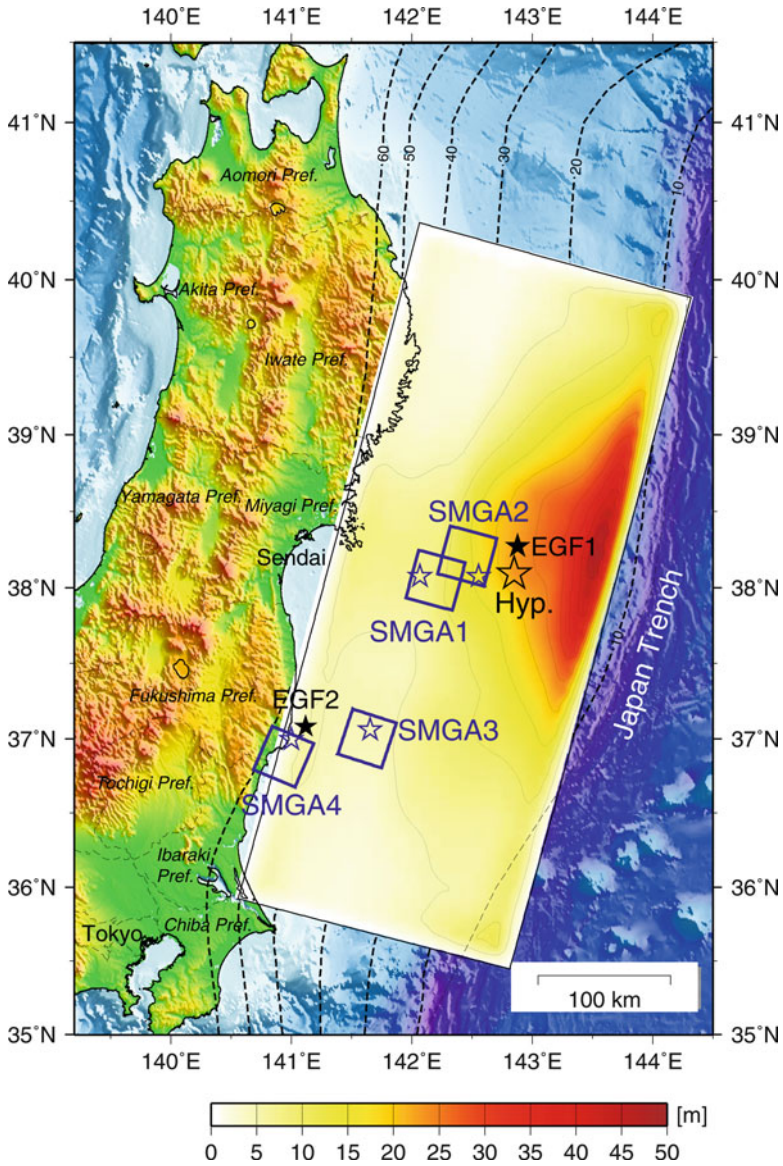 140˚E 141˚E 142˚E 143˚E 144˚E
41˚N 41˚N
60 50 40 30 20 10
Aomori Pref.
40˚N 40˚N
Akita Pref.
Iwate Pref.
39˚N 39˚N
Yamagata Pref.
Miyagi Pref.
SMGA2
Sendai
EGF1
38˚N 38˚N
Hyp.
SMGA1
10
Japan Trench
Fukushima Pref.
EGF2
SMGA3
37˚N 37˚N
Tochigi Pref.
SMGA4
Ibaraki
Pref.
36˚N 36˚N
Chiba Pref.
Tokyo
100 km
35˚N 35˚N
140˚E 141˚E 142˚E 143˚E 144˚E
[m]
0 5 10 15 20 25 30 35 40 45 50